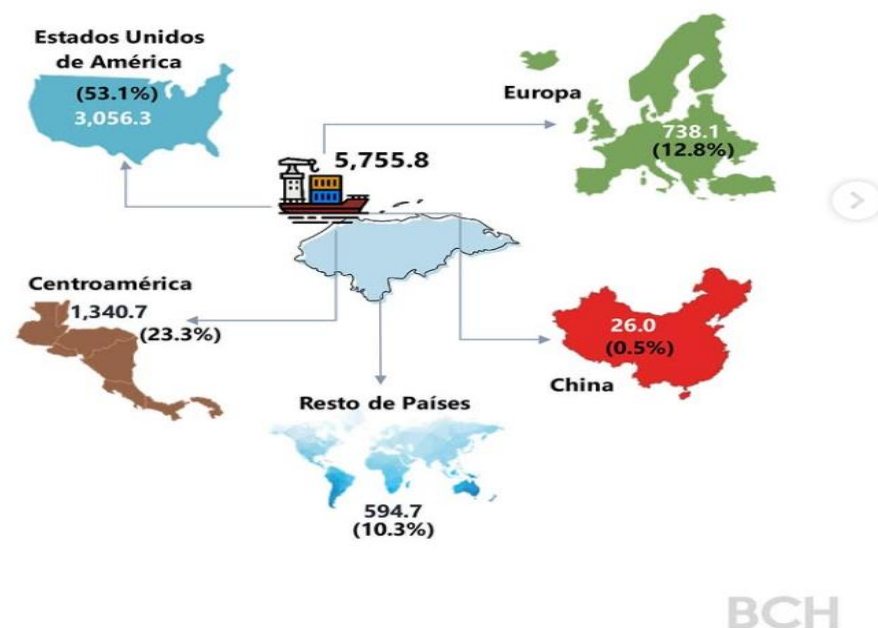 Estados Unidos
de América
(53.1%)
3,056.3
Europa
738.1
(12.8%)
5,755.8
Centroamérica
1,340.7
(23.3%)
26.0
(0.5%)
China
Resto de Países
594.7
(10.3%)
BCH